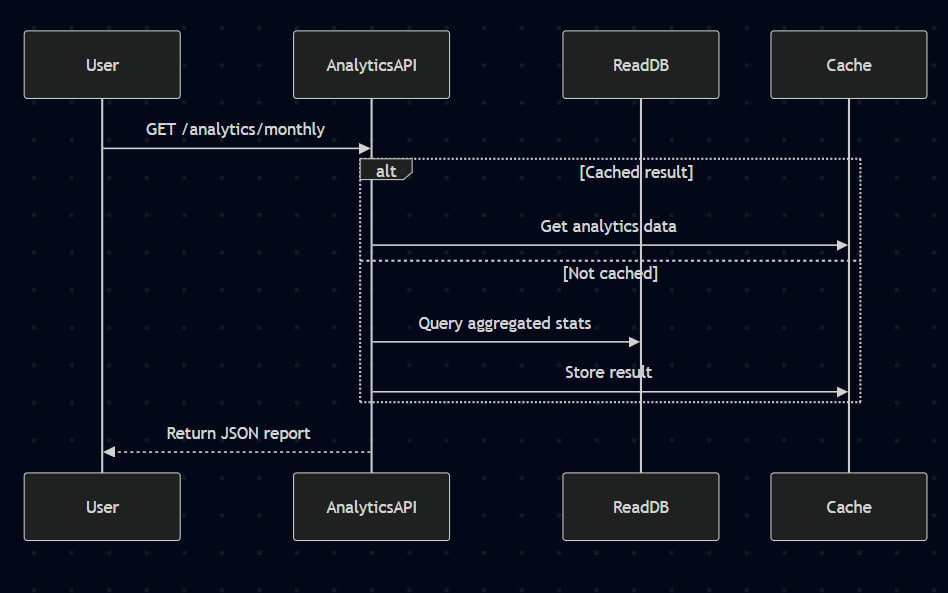 User
AnalyticsAPI
ReadDB
Cache
GET /analytics/monthly
alt
[Cached result]
Get analytics data
[Not cached]
Query aggregated stats
Store result
Return JSON report
User
AnalyticsAPI
ReadDB
Cache